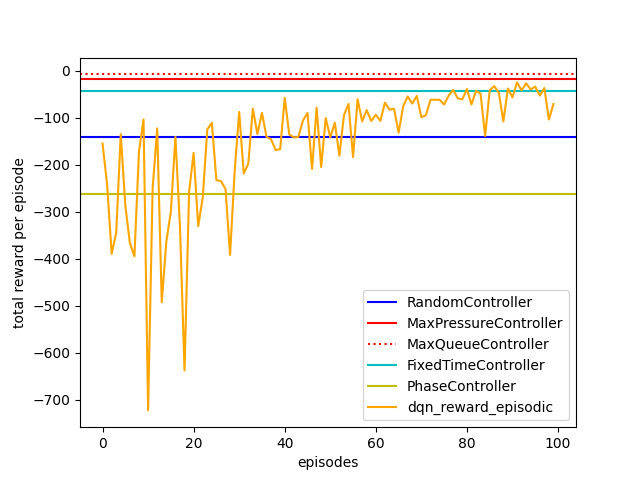 total reward per episode
0
−100
−200
−300
−400
−500
−600
−700
0
20
40
60
80
100
episodes
RandomController
MaxPressureController
MaxQueueController
FixedTimeController
PhaseController
dqn_reward_episodic